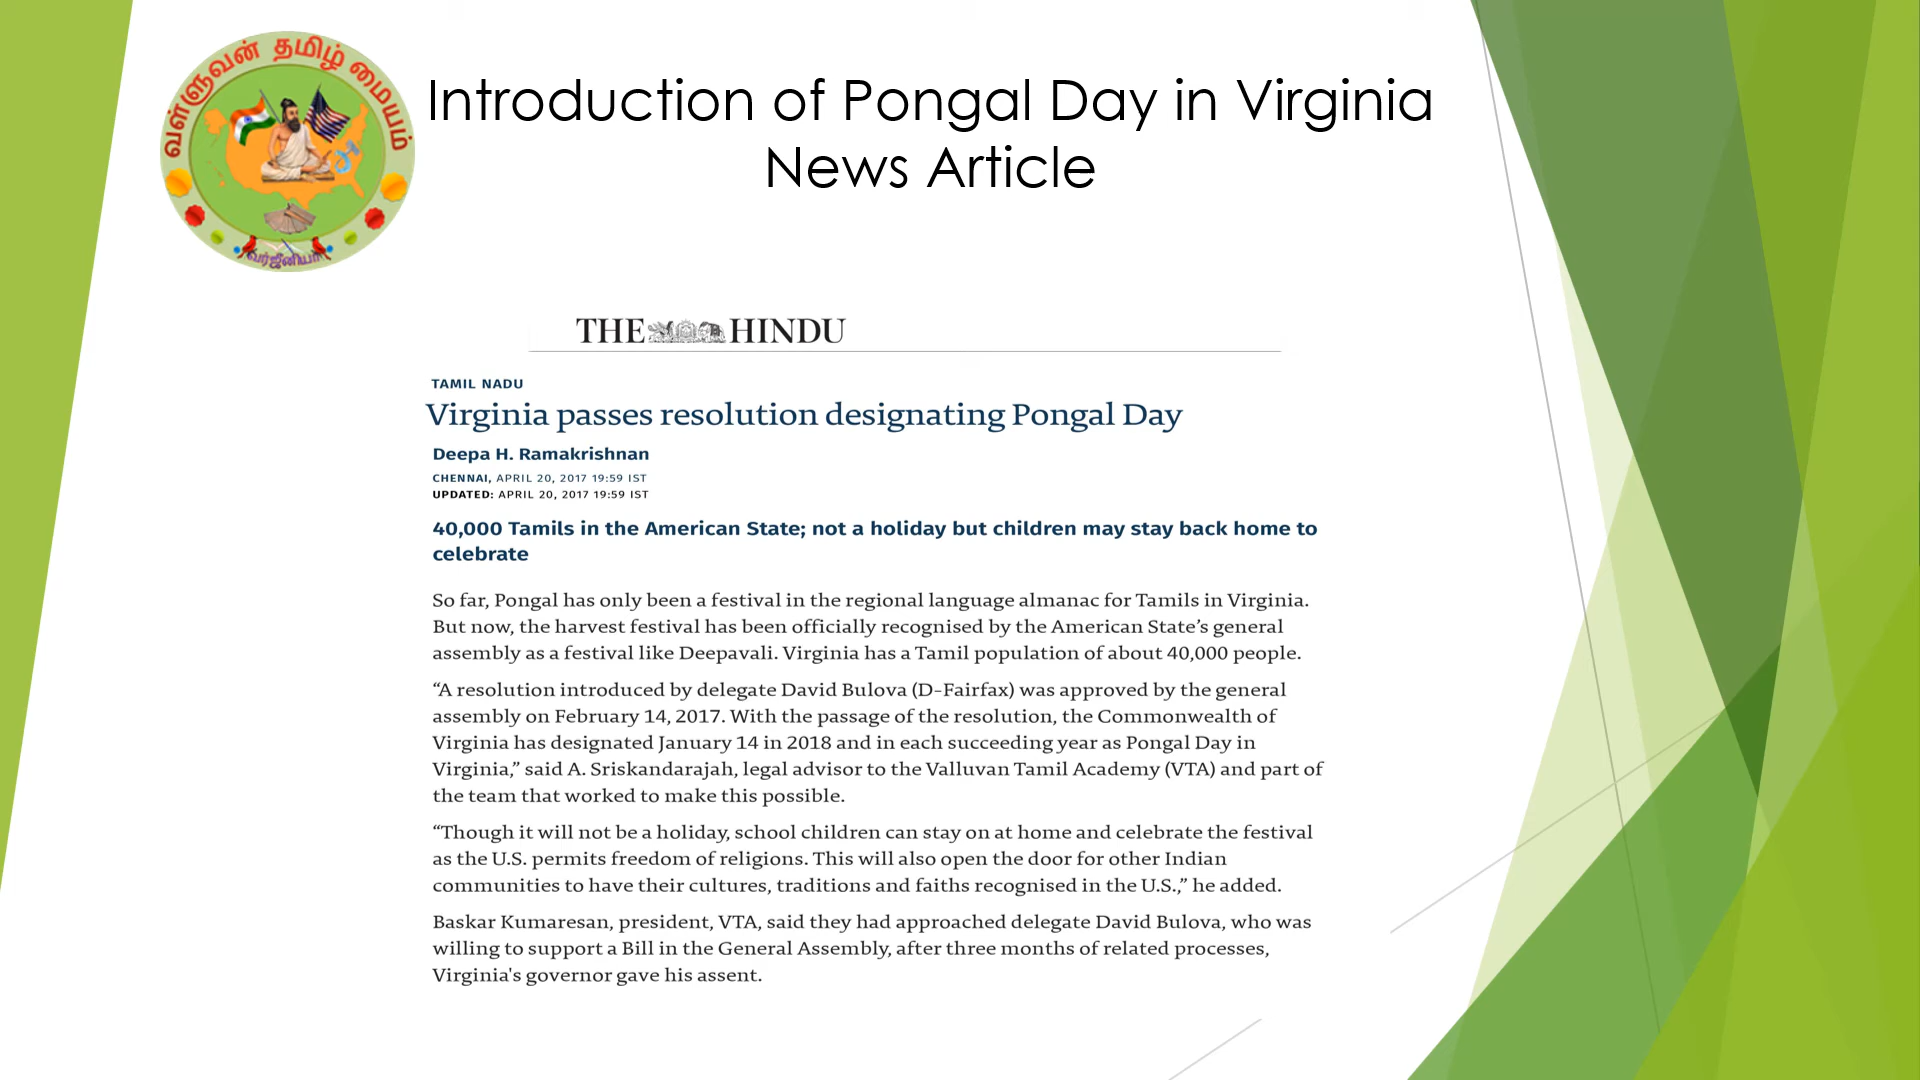 வள்ளுவன் தமிழ் மையம்
வர்ஜீனியா
Introduction of Pongal Day in Virginia
News Article
THE HINDU
TAMIL NADU
Virginia passes resolution designating Pongal Day
Deepa H. Ramakrishnan
CHENNAI, APRIL 20, 2017 19:59 IST
UPDATED: APRIL 20, 2017 19:59 IST
40,000 Tamils in the American State; not a holiday but children may stay back home to
celebrate
So far, Pongal has only been a festival in the regional language almanac for Tamils in Virginia.
But now, the harvest festival has been officially recognised by the American State’s general
assembly as a festival like Deepavali. Virginia has a Tamil population of about 40,000 people.
“A resolution introduced by delegate David Bulova (D-Fairfax) was approved by the general
assembly on February 14, 2017. With the passage of the resolution, the Commonwealth of
Virginia has designated January 14 in 2018 and in each succeeding year as Pongal Day in
Virginia,” said A. Sriskandarajah, legal advisor to the Valluvan Tamil Academy (VTA) and part of
the team that worked to make this possible.
“Though it will not be a holiday, school children can stay on at home and celebrate the festival
as the U.S. permits freedom of religions. This will also open the door for other Indian
communities to have their cultures, traditions and faiths recognised in the U.S.,” he added.
Baskar Kumaresan, president, VTA, said they had approached delegate David Bulova, who was
willing to support a Bill in the General Assembly, after three months of related processes,
Virginia's governor gave his assent.